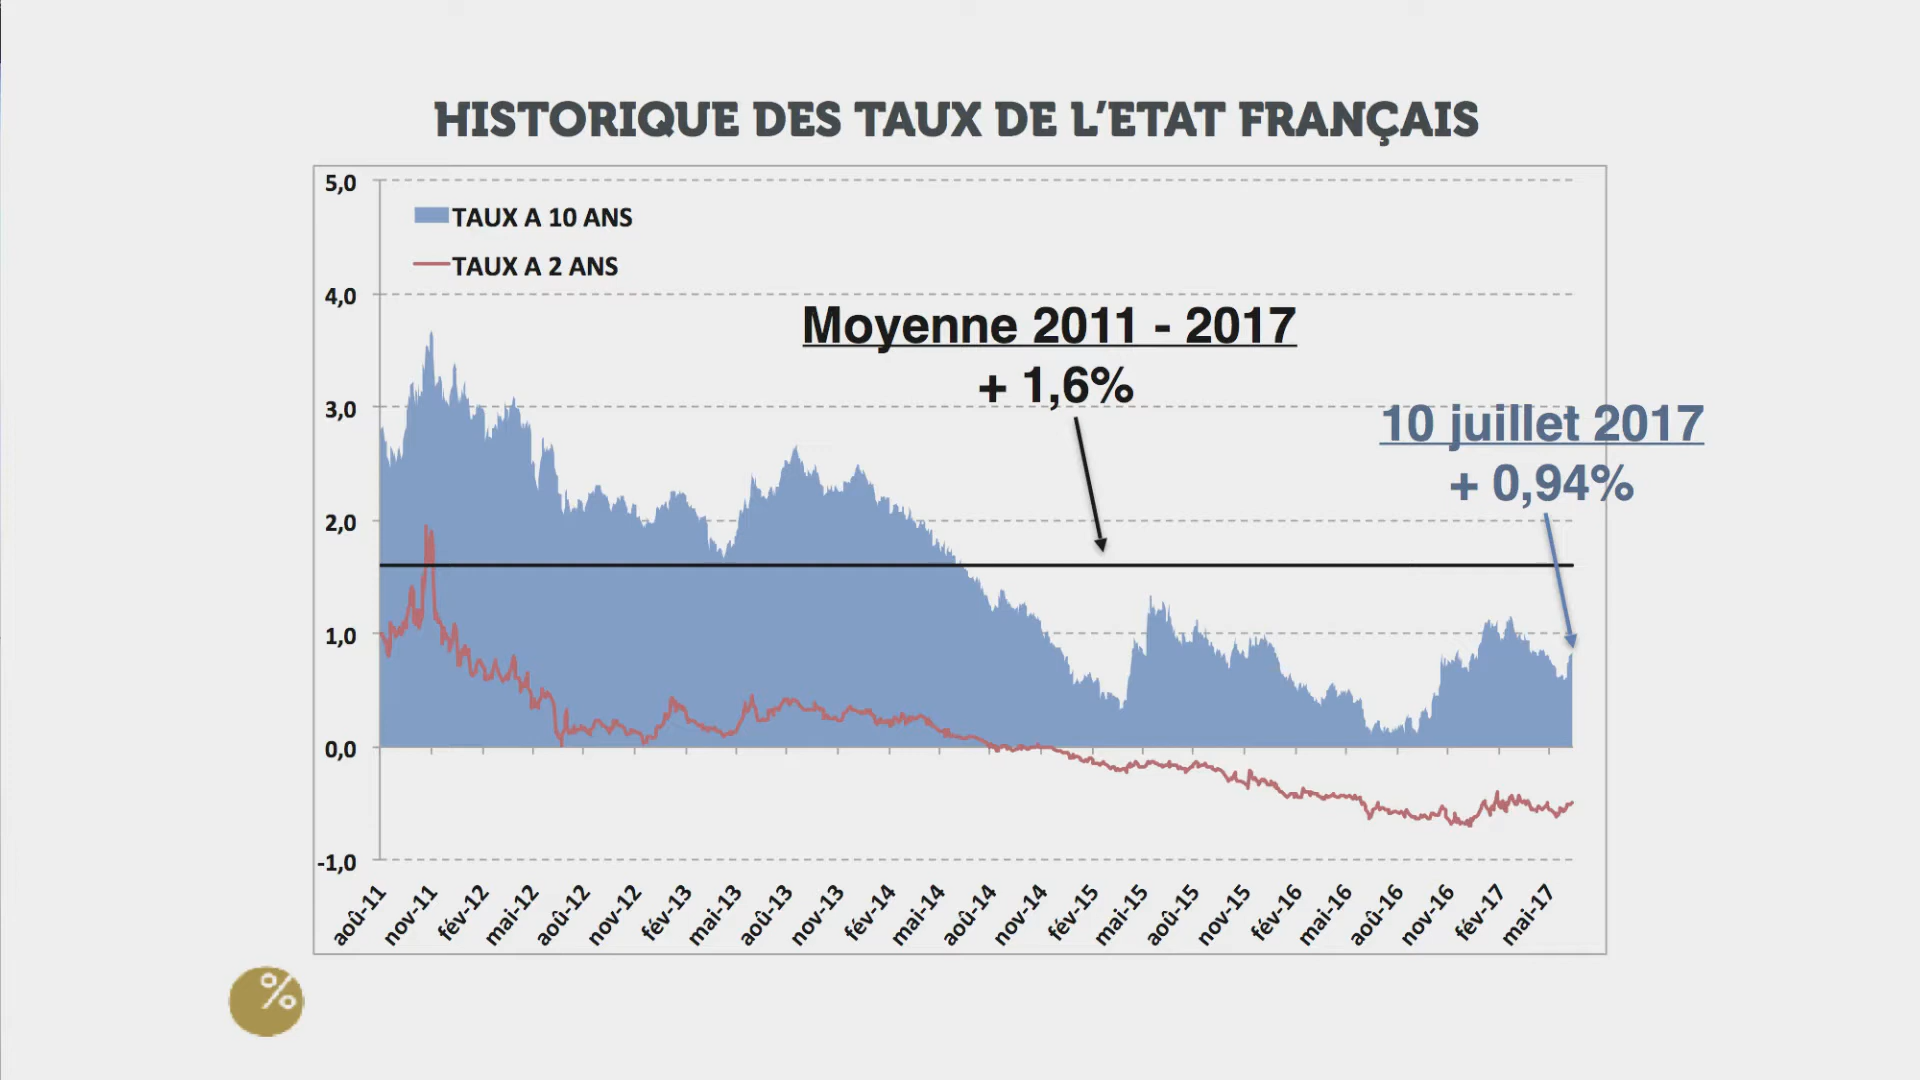 HISTORIQUE DES TAUX DE L'ETAT FRANÇAIS
5,0
TAUX A 10 ANS
TAUX A 2 ANS
4,0
Moyenne 2011 - 2017
+ 1,6%
3,0
10 juillet 2017
+ 0,94%
2,0
1,0
0,0
-1,0
aoû-11
nov-11
fév-12
mai-12
aoû-12
nov-12
fév-13
mai-13
aoû-13
nov-13
fév-14
mai-14
aoû-14
nov-14
fév-15
mai-15
aoû-15
nov-15
fév-16
mai-16
aoû-16
nov-16
fév-17
mai-17
%